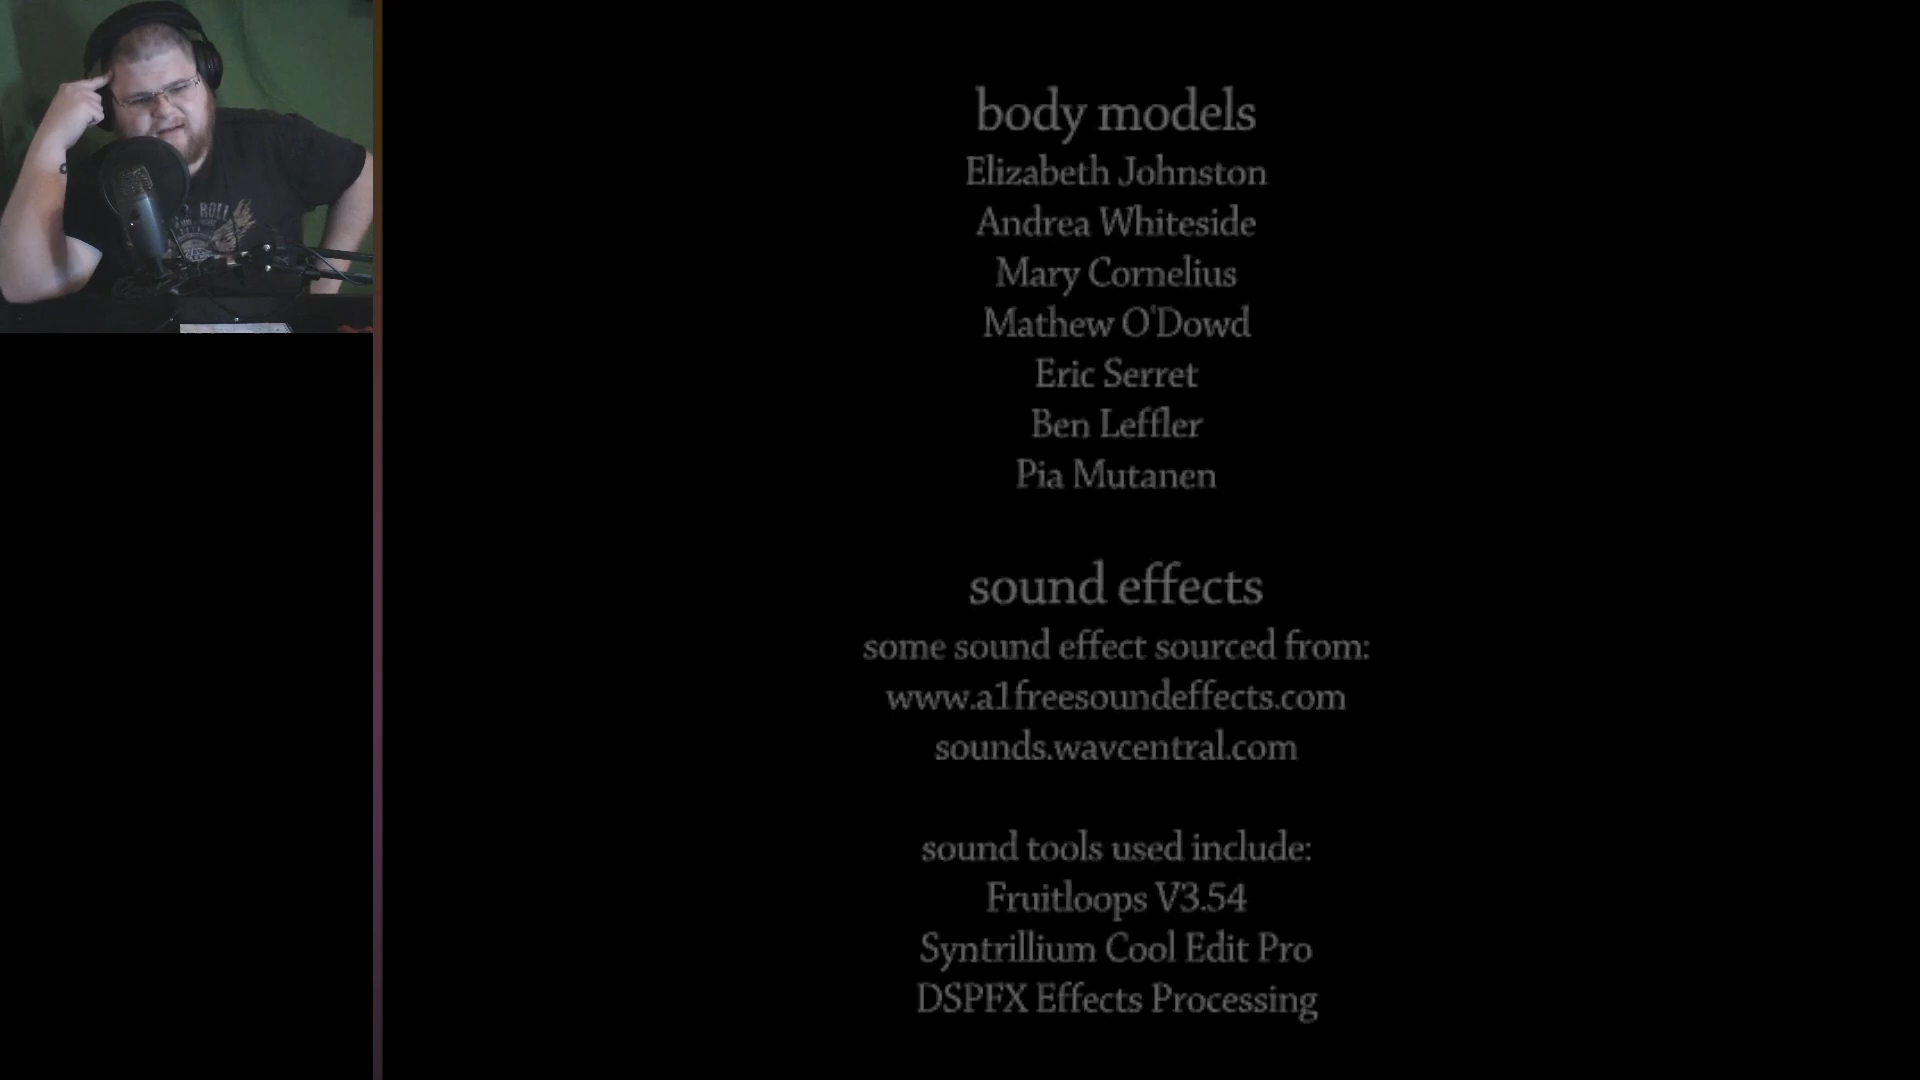 body models
Elizabeth Johnston
Andrea Whiteside
Mary Cornelius
Mathew O'Dowd
Eric Serret
Ben Leffler
Pia Mutanen
sound effects
some sound effect sourced from:
www.a1freesoundeffects.com
sounds.wavcentral.com
sound tools used include:
Fruitloops V3.54
Syntrillium Cool Edit Pro
DSPFX Effects Processing
ROLL